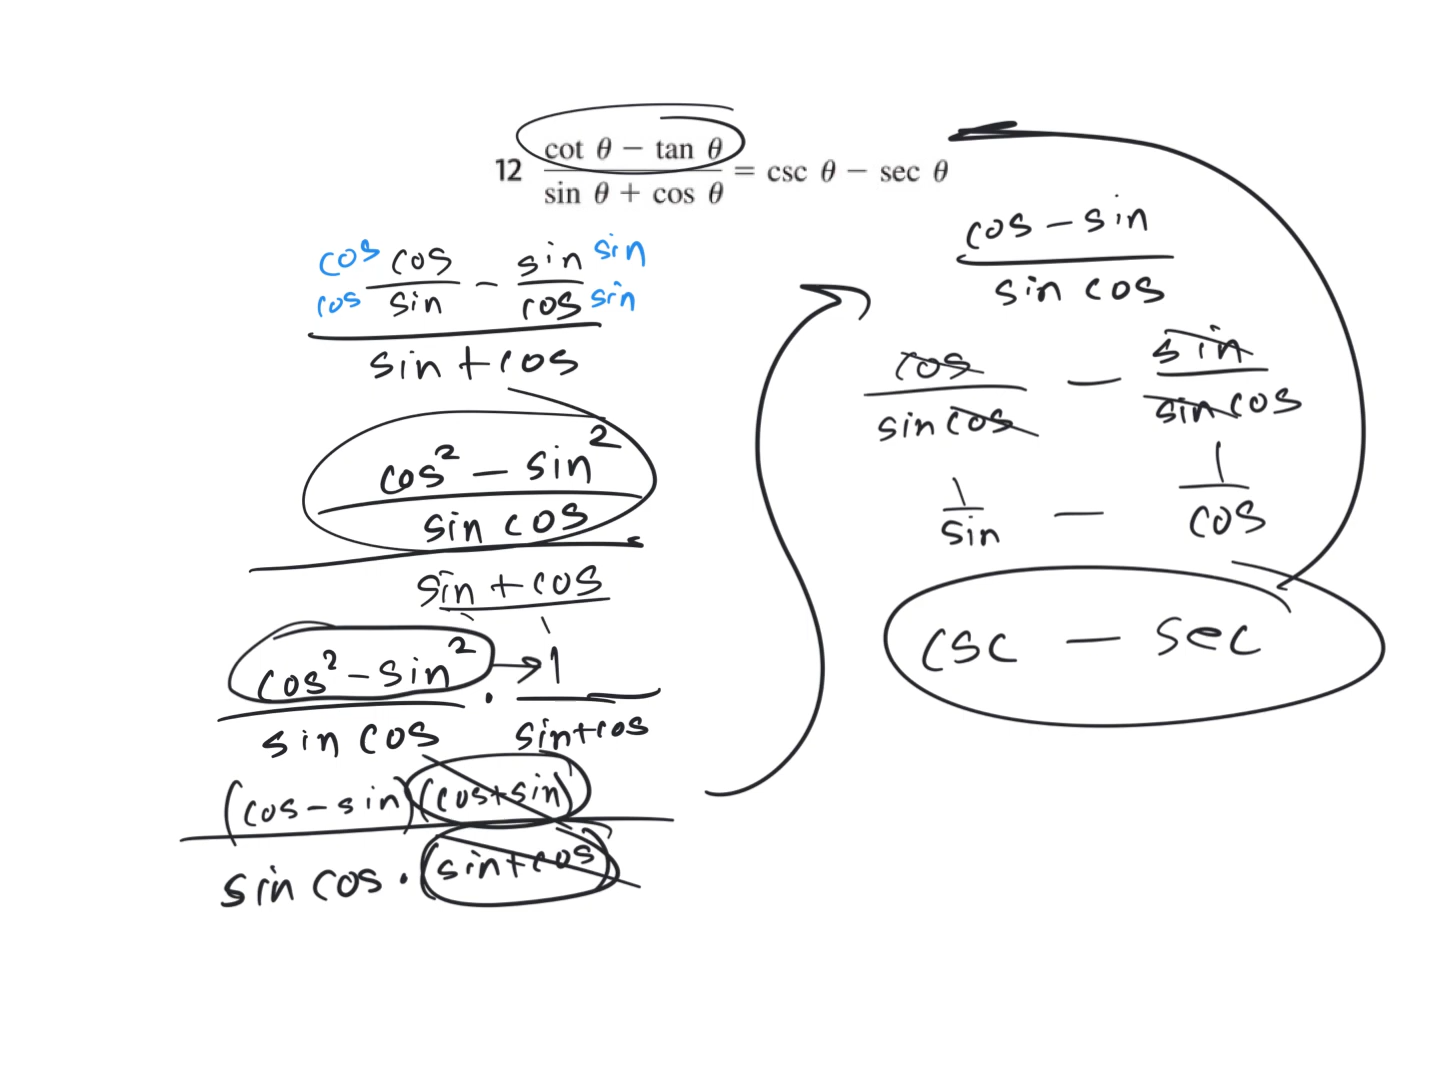 12 (cot θ − tan θ)/(sin θ + cos θ) = csc θ − sec θ
cos/cos cos/sin − sin/cos sin/sin
sin + cos
cos² − sin²
sin cos
sin + cos
(cos² − sin²)/(sin cos) · 1/(sin+cos)
(cos − sin)(cos+sin)
sin cos · (sin+cos)
cos − sin
sin cos
cos/(sin cos) − sin/(sin cos)
1/sin − 1/cos
csc − sec